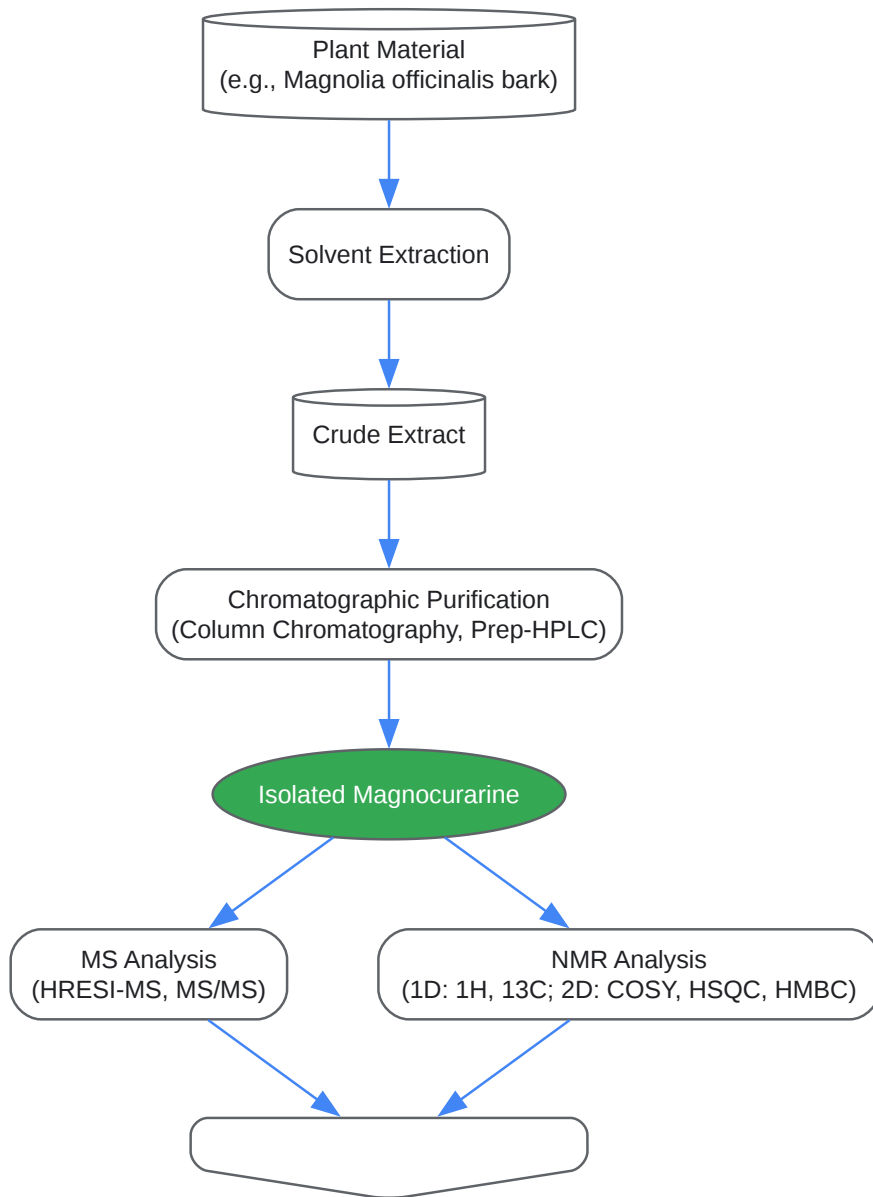 Plant Material
(e.g., Magnolia officinalis bark)
Solvent Extraction
Crude Extract
Chromatographic Purification
(Column Chromatography, Prep-HPLC)
Isolated Magnocurarine
MS Analysis
(HRESI-MS, MS/MS)
NMR Analysis
(1D: 1H, 13C; 2D: COSY, HSQC, HMBC)